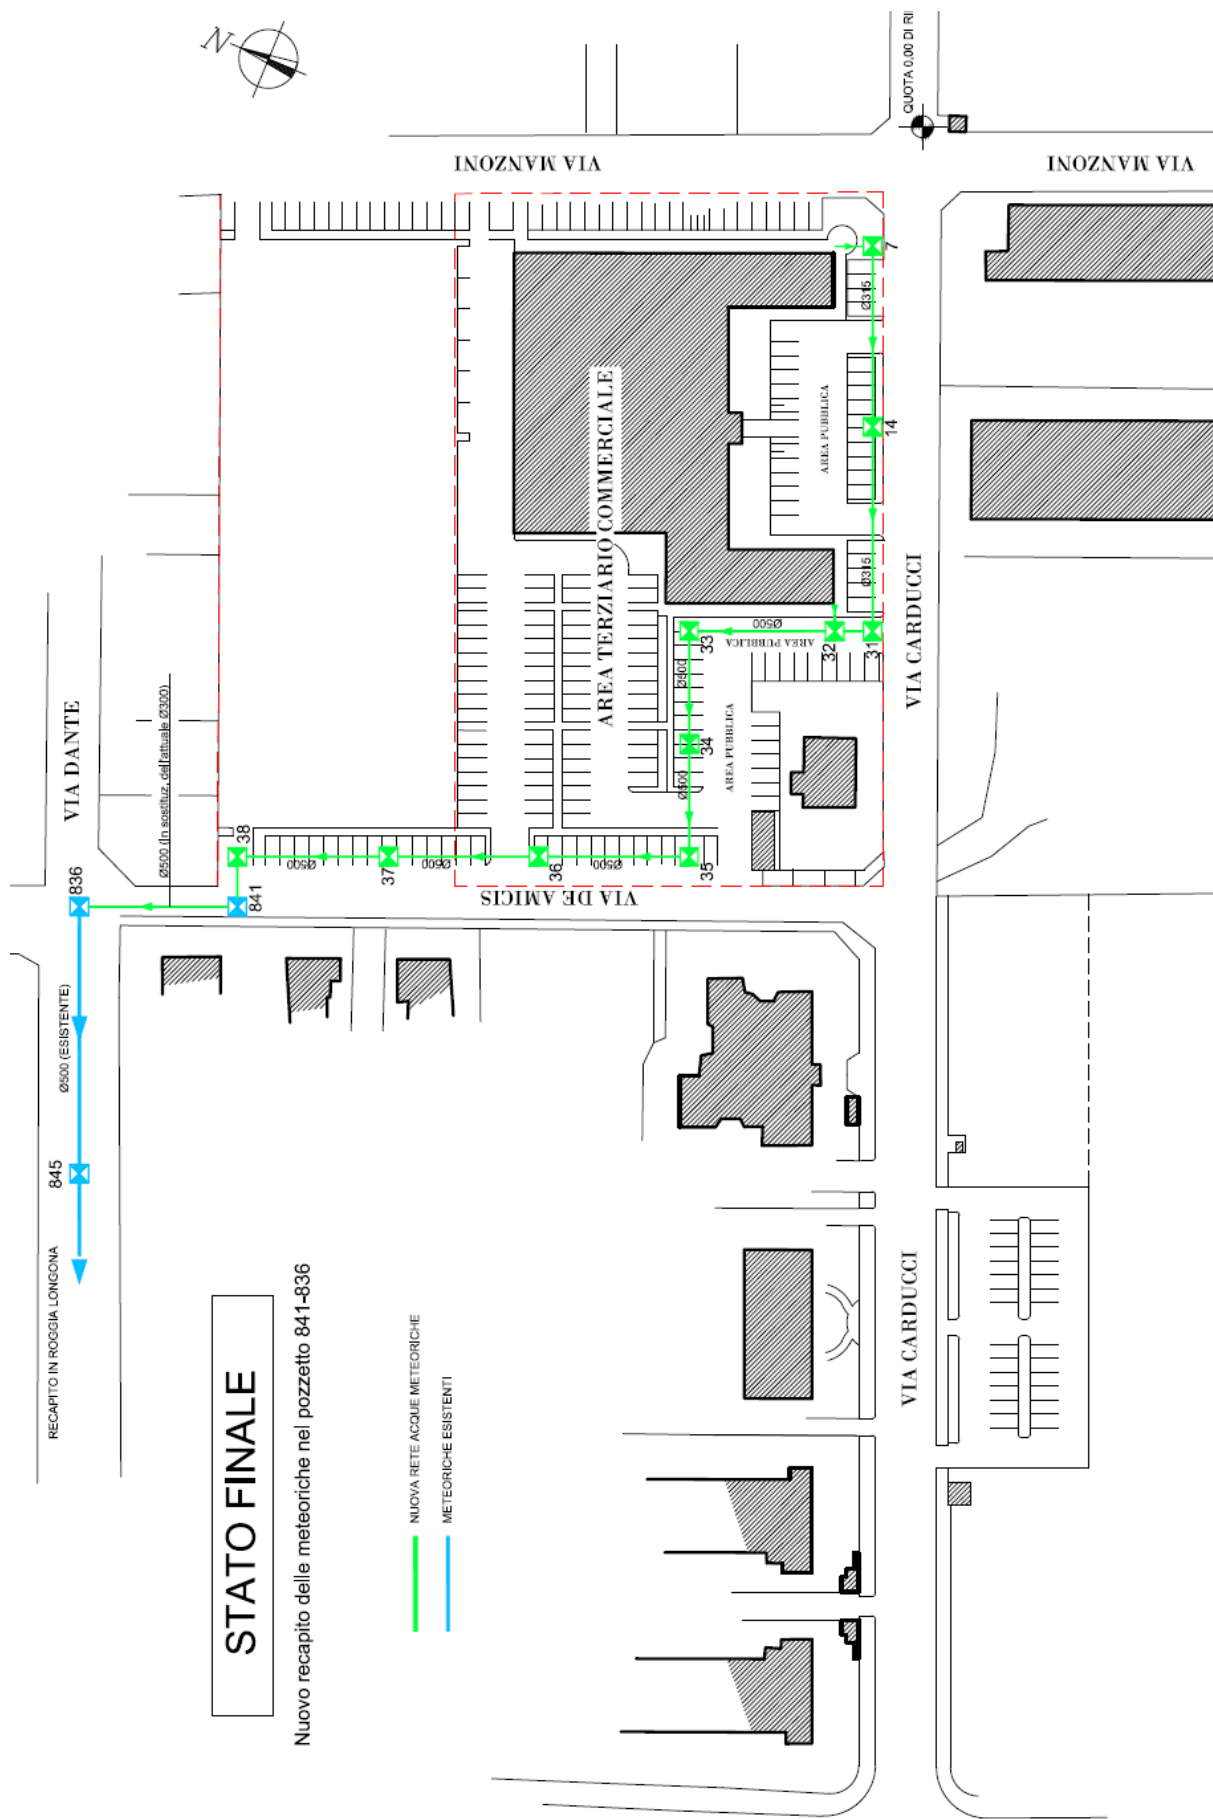 N
QUOTA 0.00 DI RI
VIA MANZONI
VIA MANZONI
7
Ø315
14
AREA PUBBLICA
Ø315
AREA TERZIARIO COMMERCIALE
VIA CARDUCCI
31
32
AREA PUBBLICA
Ø500
33
Ø500
34
Ø500
AREA PUBBLICA
35
Ø500
36
Ø500
37
Ø500
38
VIA DE AMICIS
841
Ø500 (In sostituz. dell'attuale Ø300)
VIA DANTE
836
Ø500 (ESISTENTE)
845
RECAPITO IN ROGGIA LONGONA
VIA CARDUCCI
STATO FINALE
Nuovo recapito delle meteoriche nel pozzetto 841-836
NUOVA RETE ACQUE METEORICHE
METEORICHE ESISTENTI